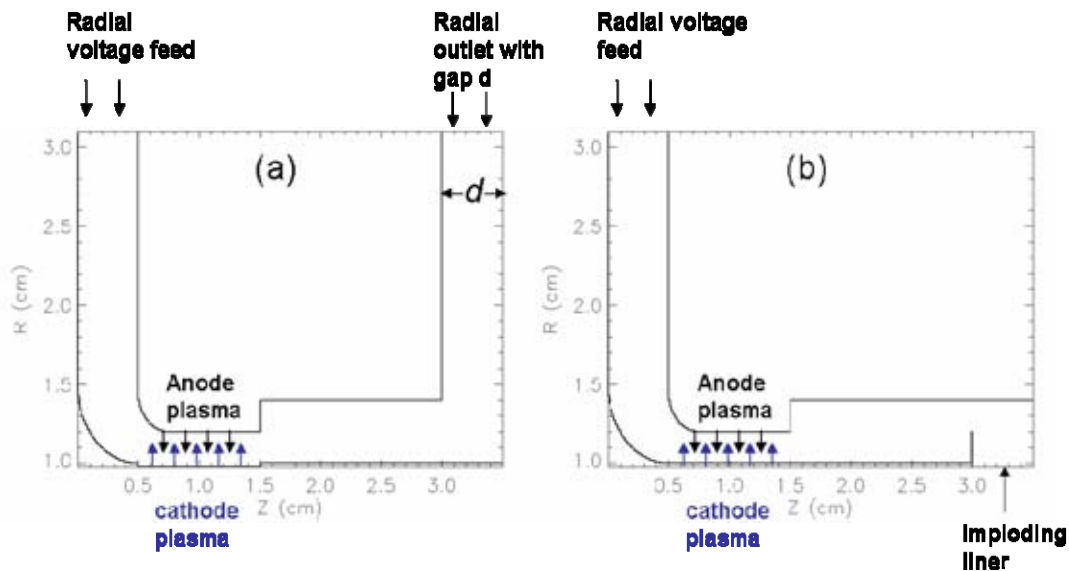 Radial
voltage feed
Radial
outlet with
gap d
Radial voltage
feed
(a)
d
Anode
plasma
cathode
plasma
R (cm)
3.0
2.5
2.0
1.5
1.0
0.5
1.0
1.5
2.0
2.5
3.0
Z (cm)
(b)
Anode
plasma
cathode
plasma
R (cm)
3.0
2.5
2.0
1.5
1.0
0.5
1.0
1.5
2.0
2.5
3.0
Z (cm)
Imploding
liner